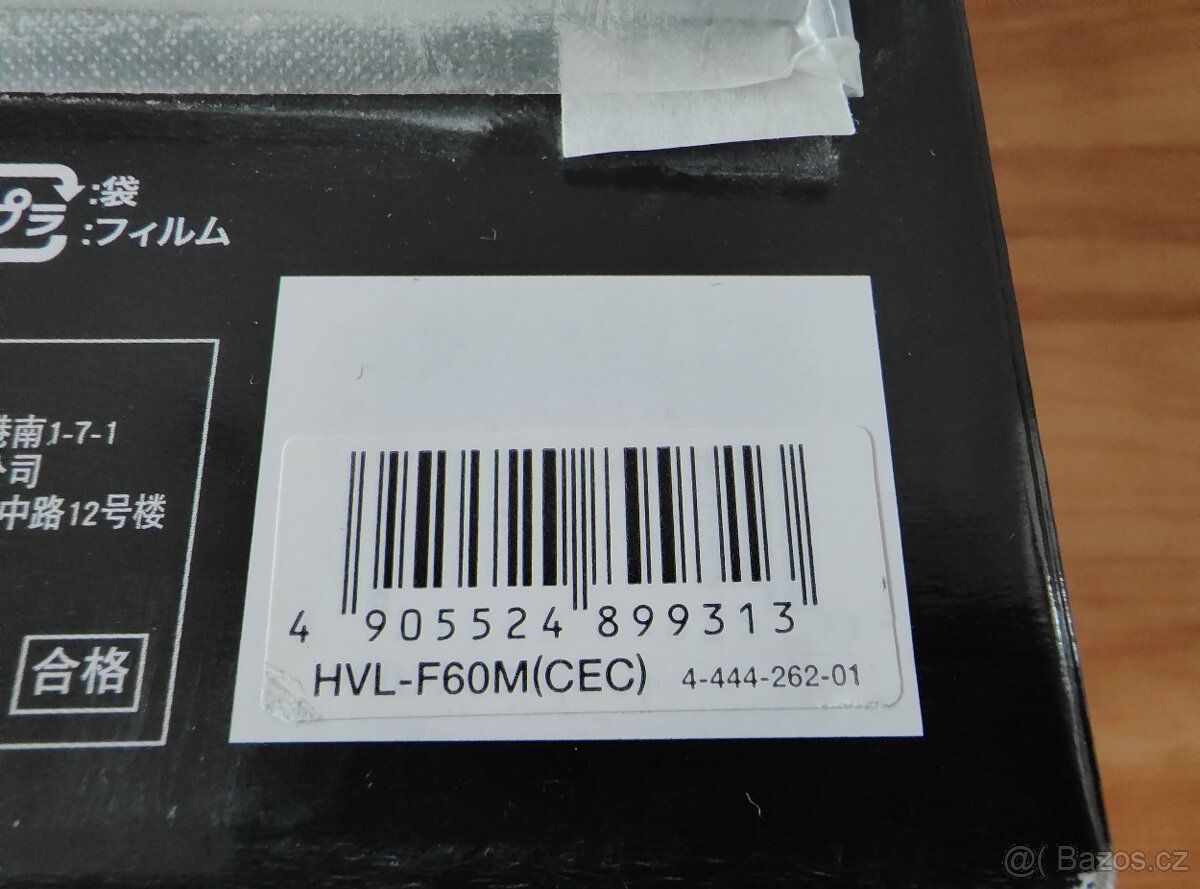 プラ
:袋
:フィルム
港南1-7-1
公司
中路12号楼
合格
4 905524 899313
HVL-F60M(CEC) 4-444-262-01
@( Bazos.cz